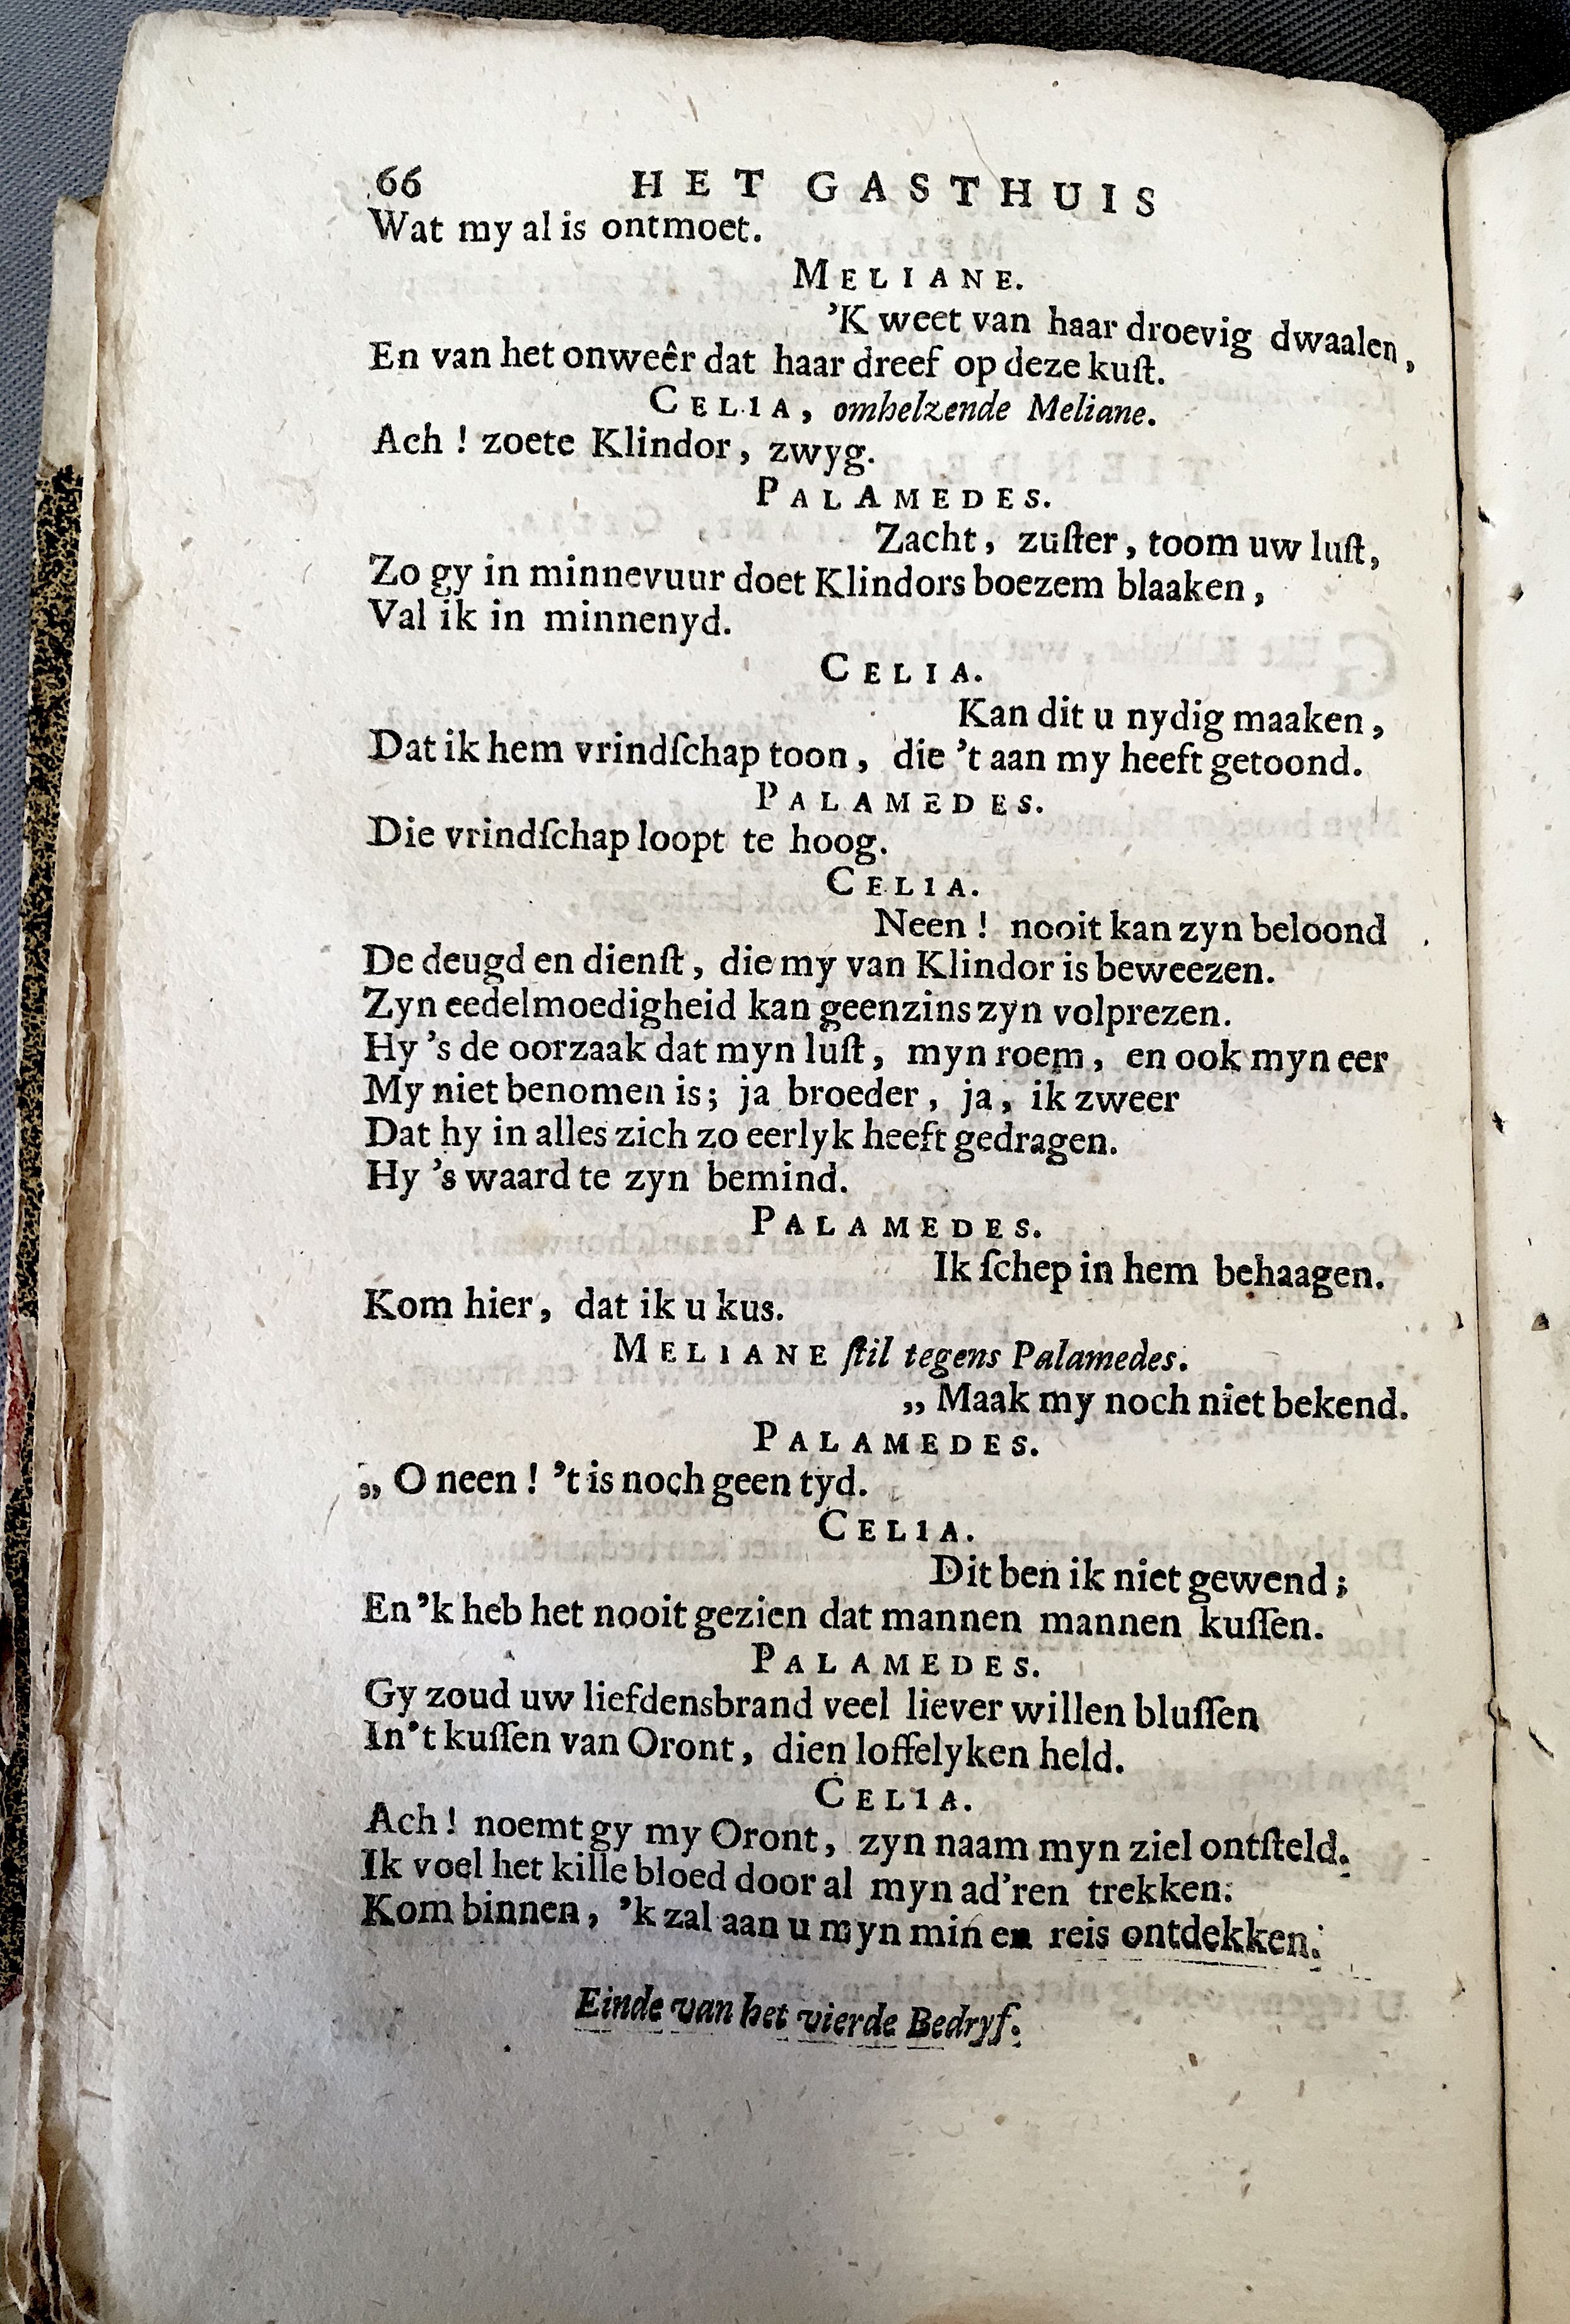 66 HET GASTHUIS
Wat my al is ontmoet.
MELIANE.
'K weet van haar droevig dwaalen,
En van het onweêr dat haar dreef op deze kuſt.
CELIA, omhelzende Meliane.
Ach! zoete Klindor, zwyg.
PALAMEDES.
Zacht, zuſter, toom uw luſt,
Zo gy in minnevuur doet Klindors boezem blaaken,
Val ik in minnenyd.
CELIA.
Kan dit u nydig maaken,
Dat ik hem vrindſchap toon, die 't aan my heeft getoond.
PALAMEDES.
Die vrindſchap loopt te hoog.
CELIA.
Neen! nooit kan zyn beloond
De deugd en dienſt, die my van Klindor is beweezen.
Zyn eedelmoedigheid kan geenzins zyn volprezen.
Hy 's de oorzaak dat myn luſt, myn roem, en ook myn eer
My niet benomen is; ja broeder, ja, ik zweer
Dat hy in alles zich zo eerlyk heeft gedragen.
Hy 's waard te zyn bemind.
PALAMEDES.
Ik ſchep in hem behaagen.
Kom hier, dat ik u kus.
MELIANE ſtil tegens Palamedes.
„ Maak my noch niet bekend.
PALAMEDES.
„ O neen! 't is noch geen tyd.
CELIA.
Dit ben ik niet gewend;
En 'k heb het nooit gezien dat mannen mannen kuſſen.
PALAMEDES.
Gy zoud uw liefdensbrand veel liever willen bluſſen
In 't kuſſen van Oront, dien loffelyken held.
CELIA.
Ach! noemt gy my Oront, zyn naam myn ziel ontſteld.
Ik voel het kille bloed door al myn ad'ren trekken.
Kom binnen, 'k zal aan u myn min en reis ontdekken.
Einde van het vierde Bedryf.